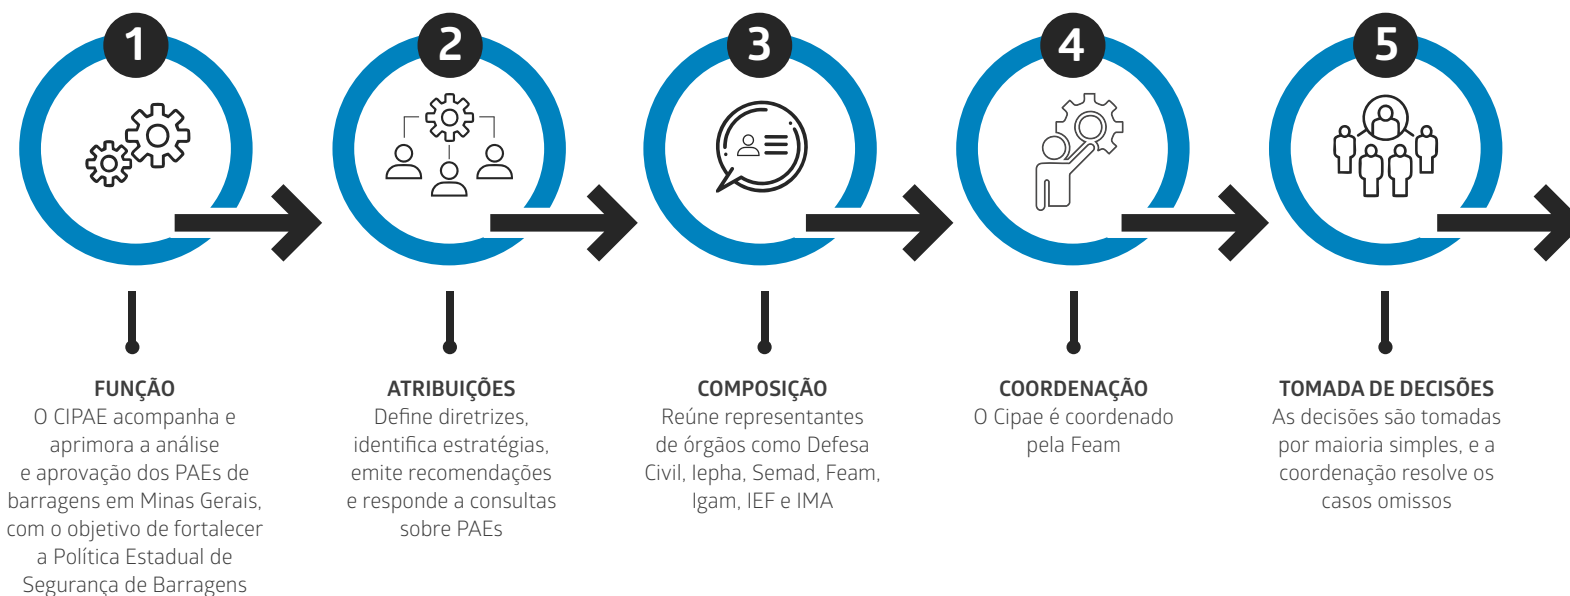 1
FUNÇÃO
O CIPAE acompanha e
aprimora a análise
e aprovação dos PAEs de
barragens em Minas Gerais,
com o objetivo de fortalecer
a Política Estadual de
Segurança de Barragens
2
ATRIBUIÇÕES
Define diretrizes,
identifica estratégias,
emite recomendações
e responde a consultas
sobre PAEs
3
COMPOSIÇÃO
Reúne representantes
de órgãos como Defesa
Civil, Iepha, Semad, Feam,
Igam, IEF e IMA
4
COORDENAÇÃO
O Cipae é coordenado
pela Feam
5
TOMADA DE DECISÕES
As decisões são tomadas
por maioria simples, e a
coordenação resolve os
casos omissos